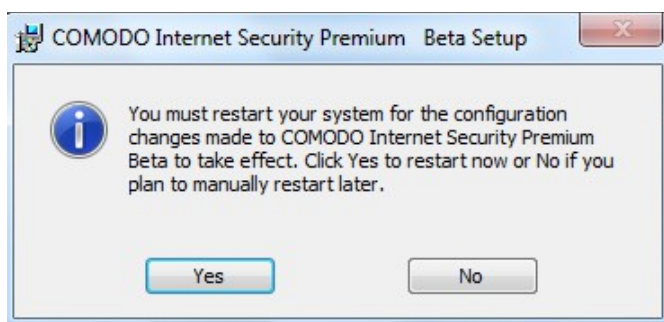 COMODO Internet Security Premium Beta Setup
You must restart your system for the configuration
changes made to COMODO Internet Security Premium
Beta to take effect. Click Yes to restart now or No if you
plan to manually restart later.
Yes No